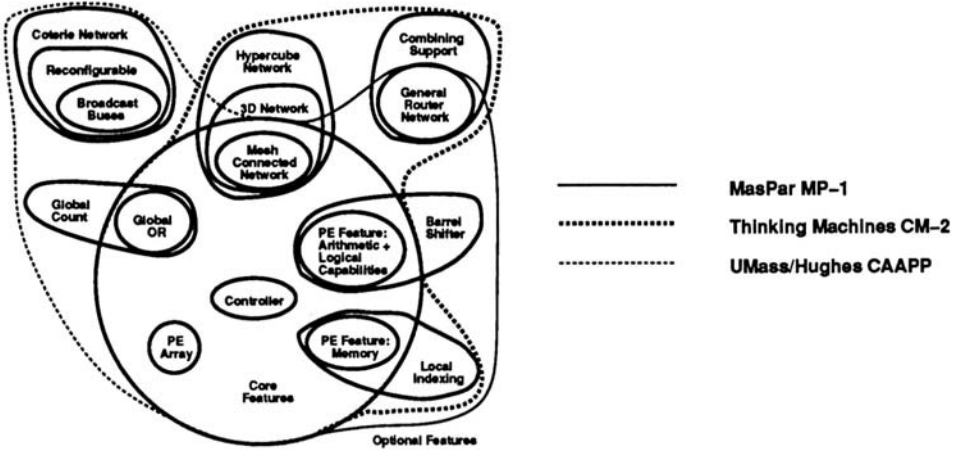 Coterie Network
Reconfigurable
Broadcast
Buses
Hypercube
Network
3D Network
Mesh
Connected
Network
Combining
Support
General
Router
Network
Global
Count
Global
OR
PE Feature:
Arithmetic +
Logical
Capabilities
Barrel
Shifter
Controller
PE
Array
PE Feature:
Memory
Local
Indexing
Core
Features
Optional Features
MasPar MP-1
Thinking Machines CM-2
UMass/Hughes CAAPP